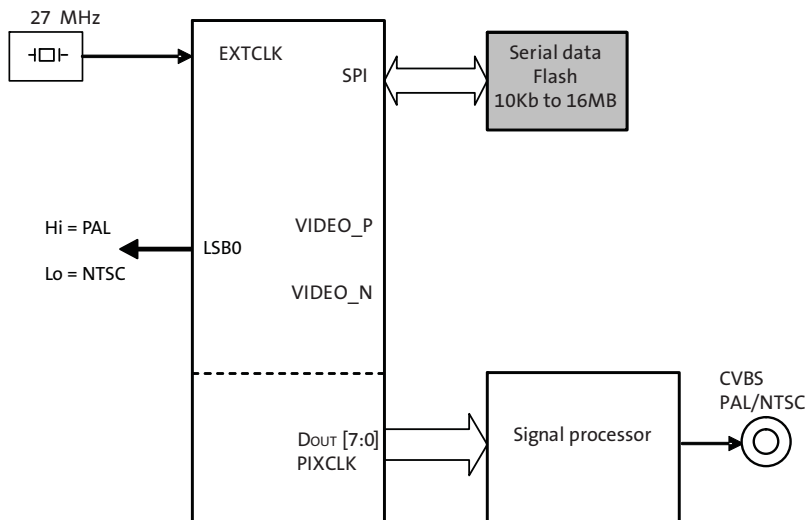 27 MHz
EXTCLK
SPI
Serial data
Flash
10Kb to 16MB
Hi = PAL
LSB0
Lo = NTSC
VIDEO_P
VIDEO_N
DOUT [7:0]
PIXCLK
Signal processor
CVBS
PAL/NTSC